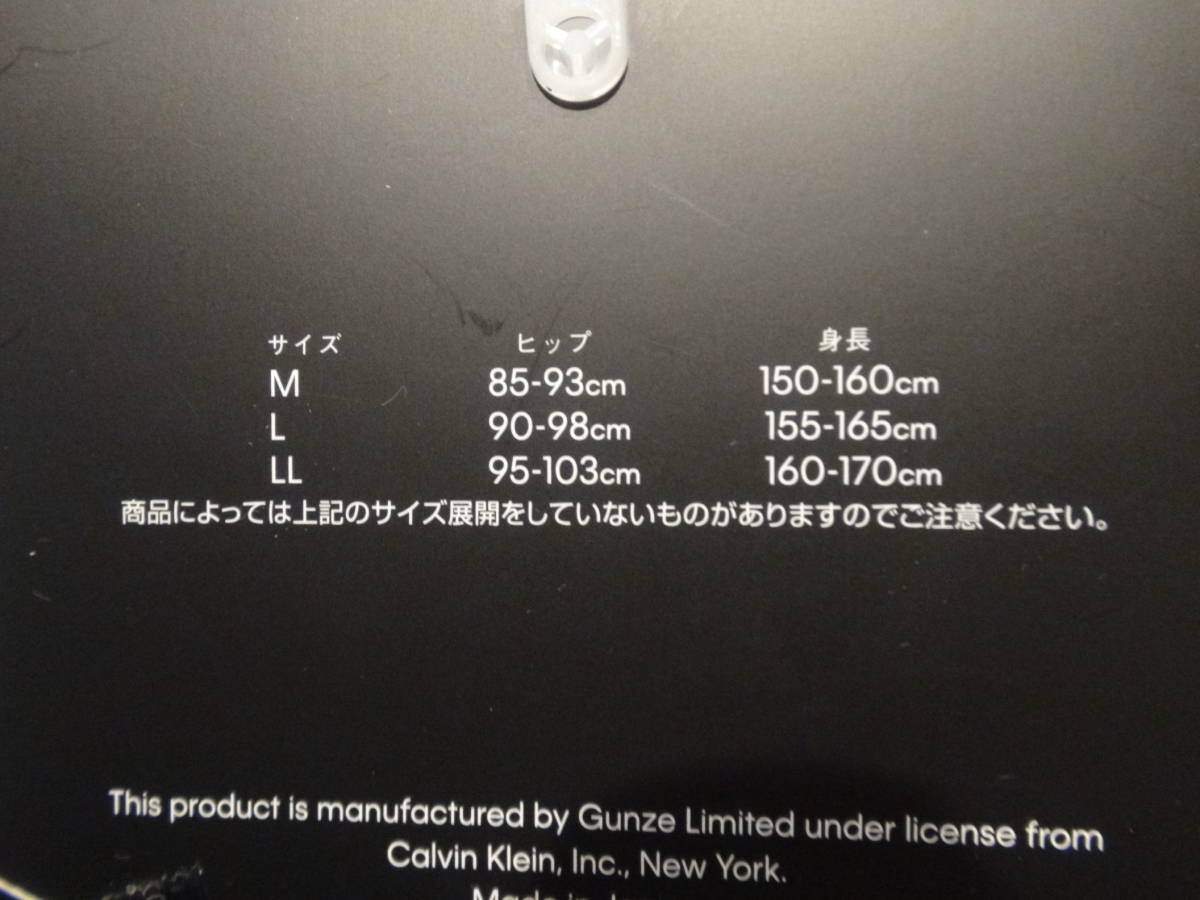 サイズ ヒップ 身長
M 85-93cm 150-160cm
L 90-98cm 155-165cm
LL 95-103cm 160-170cm
商品によっては上記のサイズ展開をしていないものがありますのでご注意ください。
This product is manufactured by Gunze Limited under license from
Calvin Klein, Inc., New York.
Made in